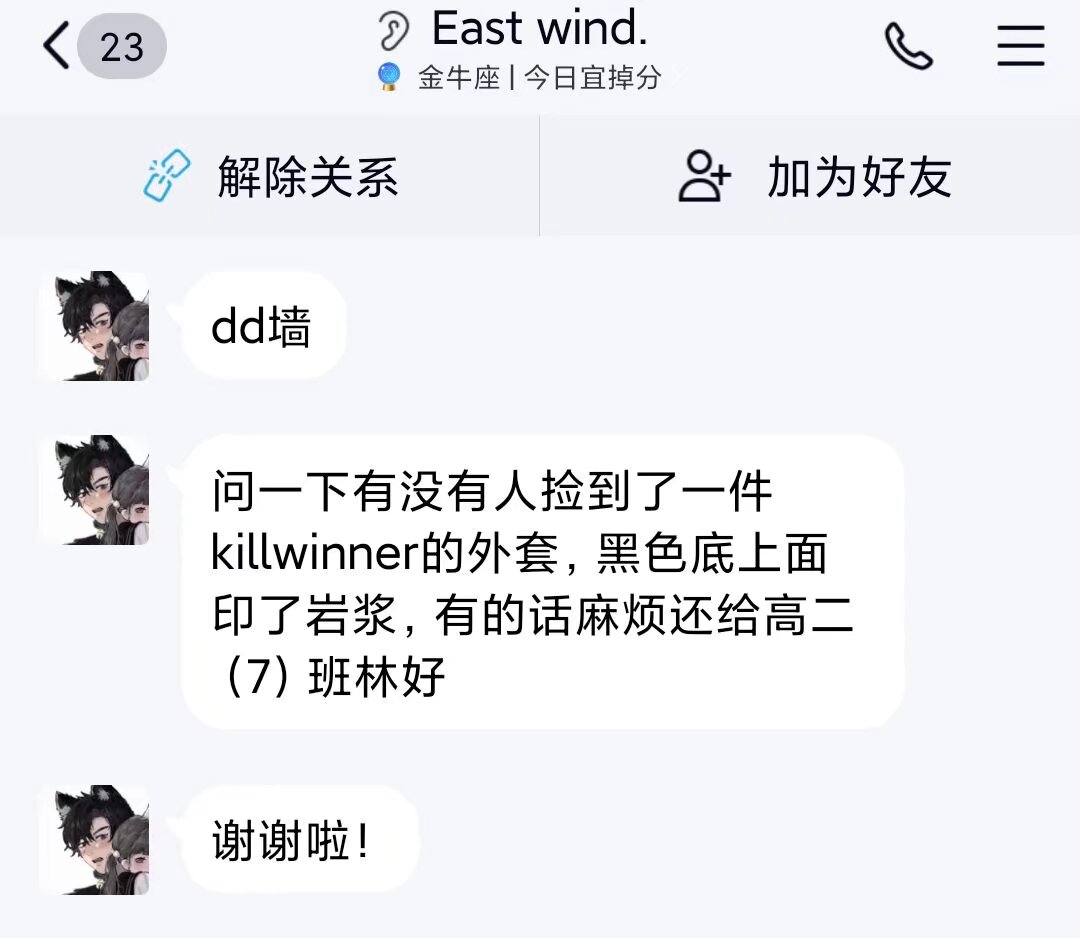 23
East wind.
金牛座 | 今日宜掉分
解除关系
加为好友
dd墙
问一下有没有人捡到了一件
killwinner的外套, 黑色底上面
印了岩浆, 有的话麻烦还给高二
(7) 班林好
谢谢啦!